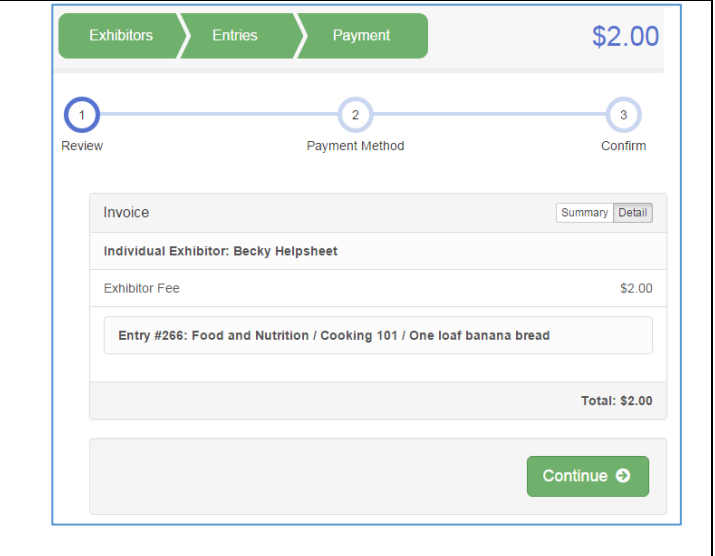 Exhibitors Entries Payment $2.00
1 2 3
Review Payment Method Confirm
Invoice Summary Detail
Individual Exhibitor: Becky Helpsheet
Exhibitor Fee $2.00
Entry #266: Food and Nutrition / Cooking 101 / One loaf banana bread
Total: $2.00
Continue